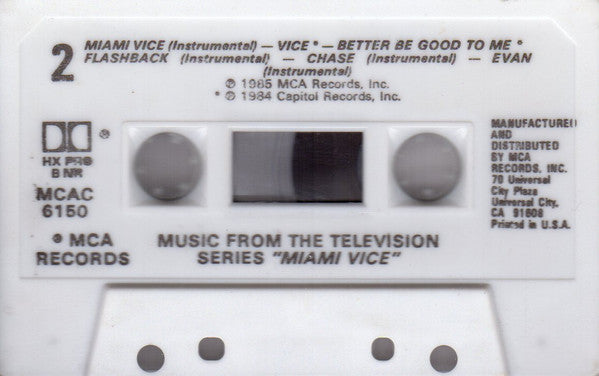 2
MIAMI VICE (Instrumental) — VICE * — BETTER BE GOOD TO ME *
FLASHBACK (Instrumental) — CHASE (Instrumental) — EVAN
(Instrumental)
℗ 1985 MCA Records, Inc.
* ℗ 1984 Capitol Records, Inc.
®
HX PRO
B NR
MCAC
6150
® MCA
RECORDS
MANUFACTURED
AND
DISTRIBUTED
BY MCA
RECORDS, INC.
70 Universal
City Plaza
Universal City,
CA 91608
Printed in U.S.A.
MUSIC FROM THE TELEVISION
SERIES "MIAMI VICE"